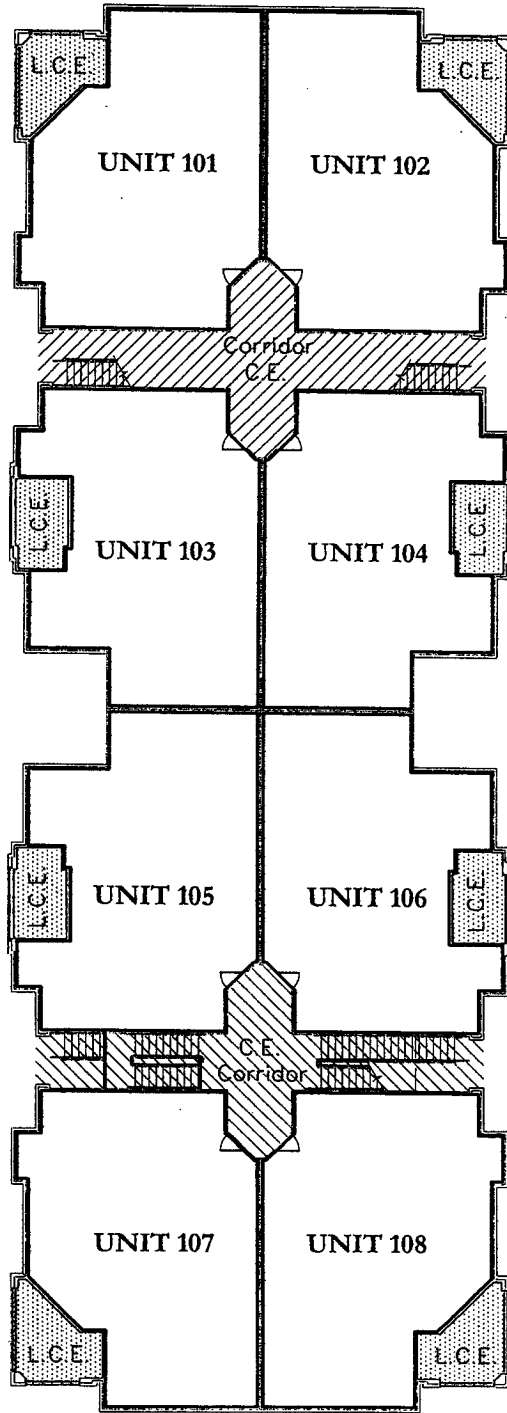 L.C.E.
L.C.E.
UNIT 101
UNIT 102
Corridor
C.E.
L.C.E.
L.C.E.
UNIT 103
UNIT 104
L.C.E.
L.C.E.
UNIT 105
UNIT 106
C.E.
Corridor
UNIT 107
UNIT 108
L.C.E.
L.C.E.